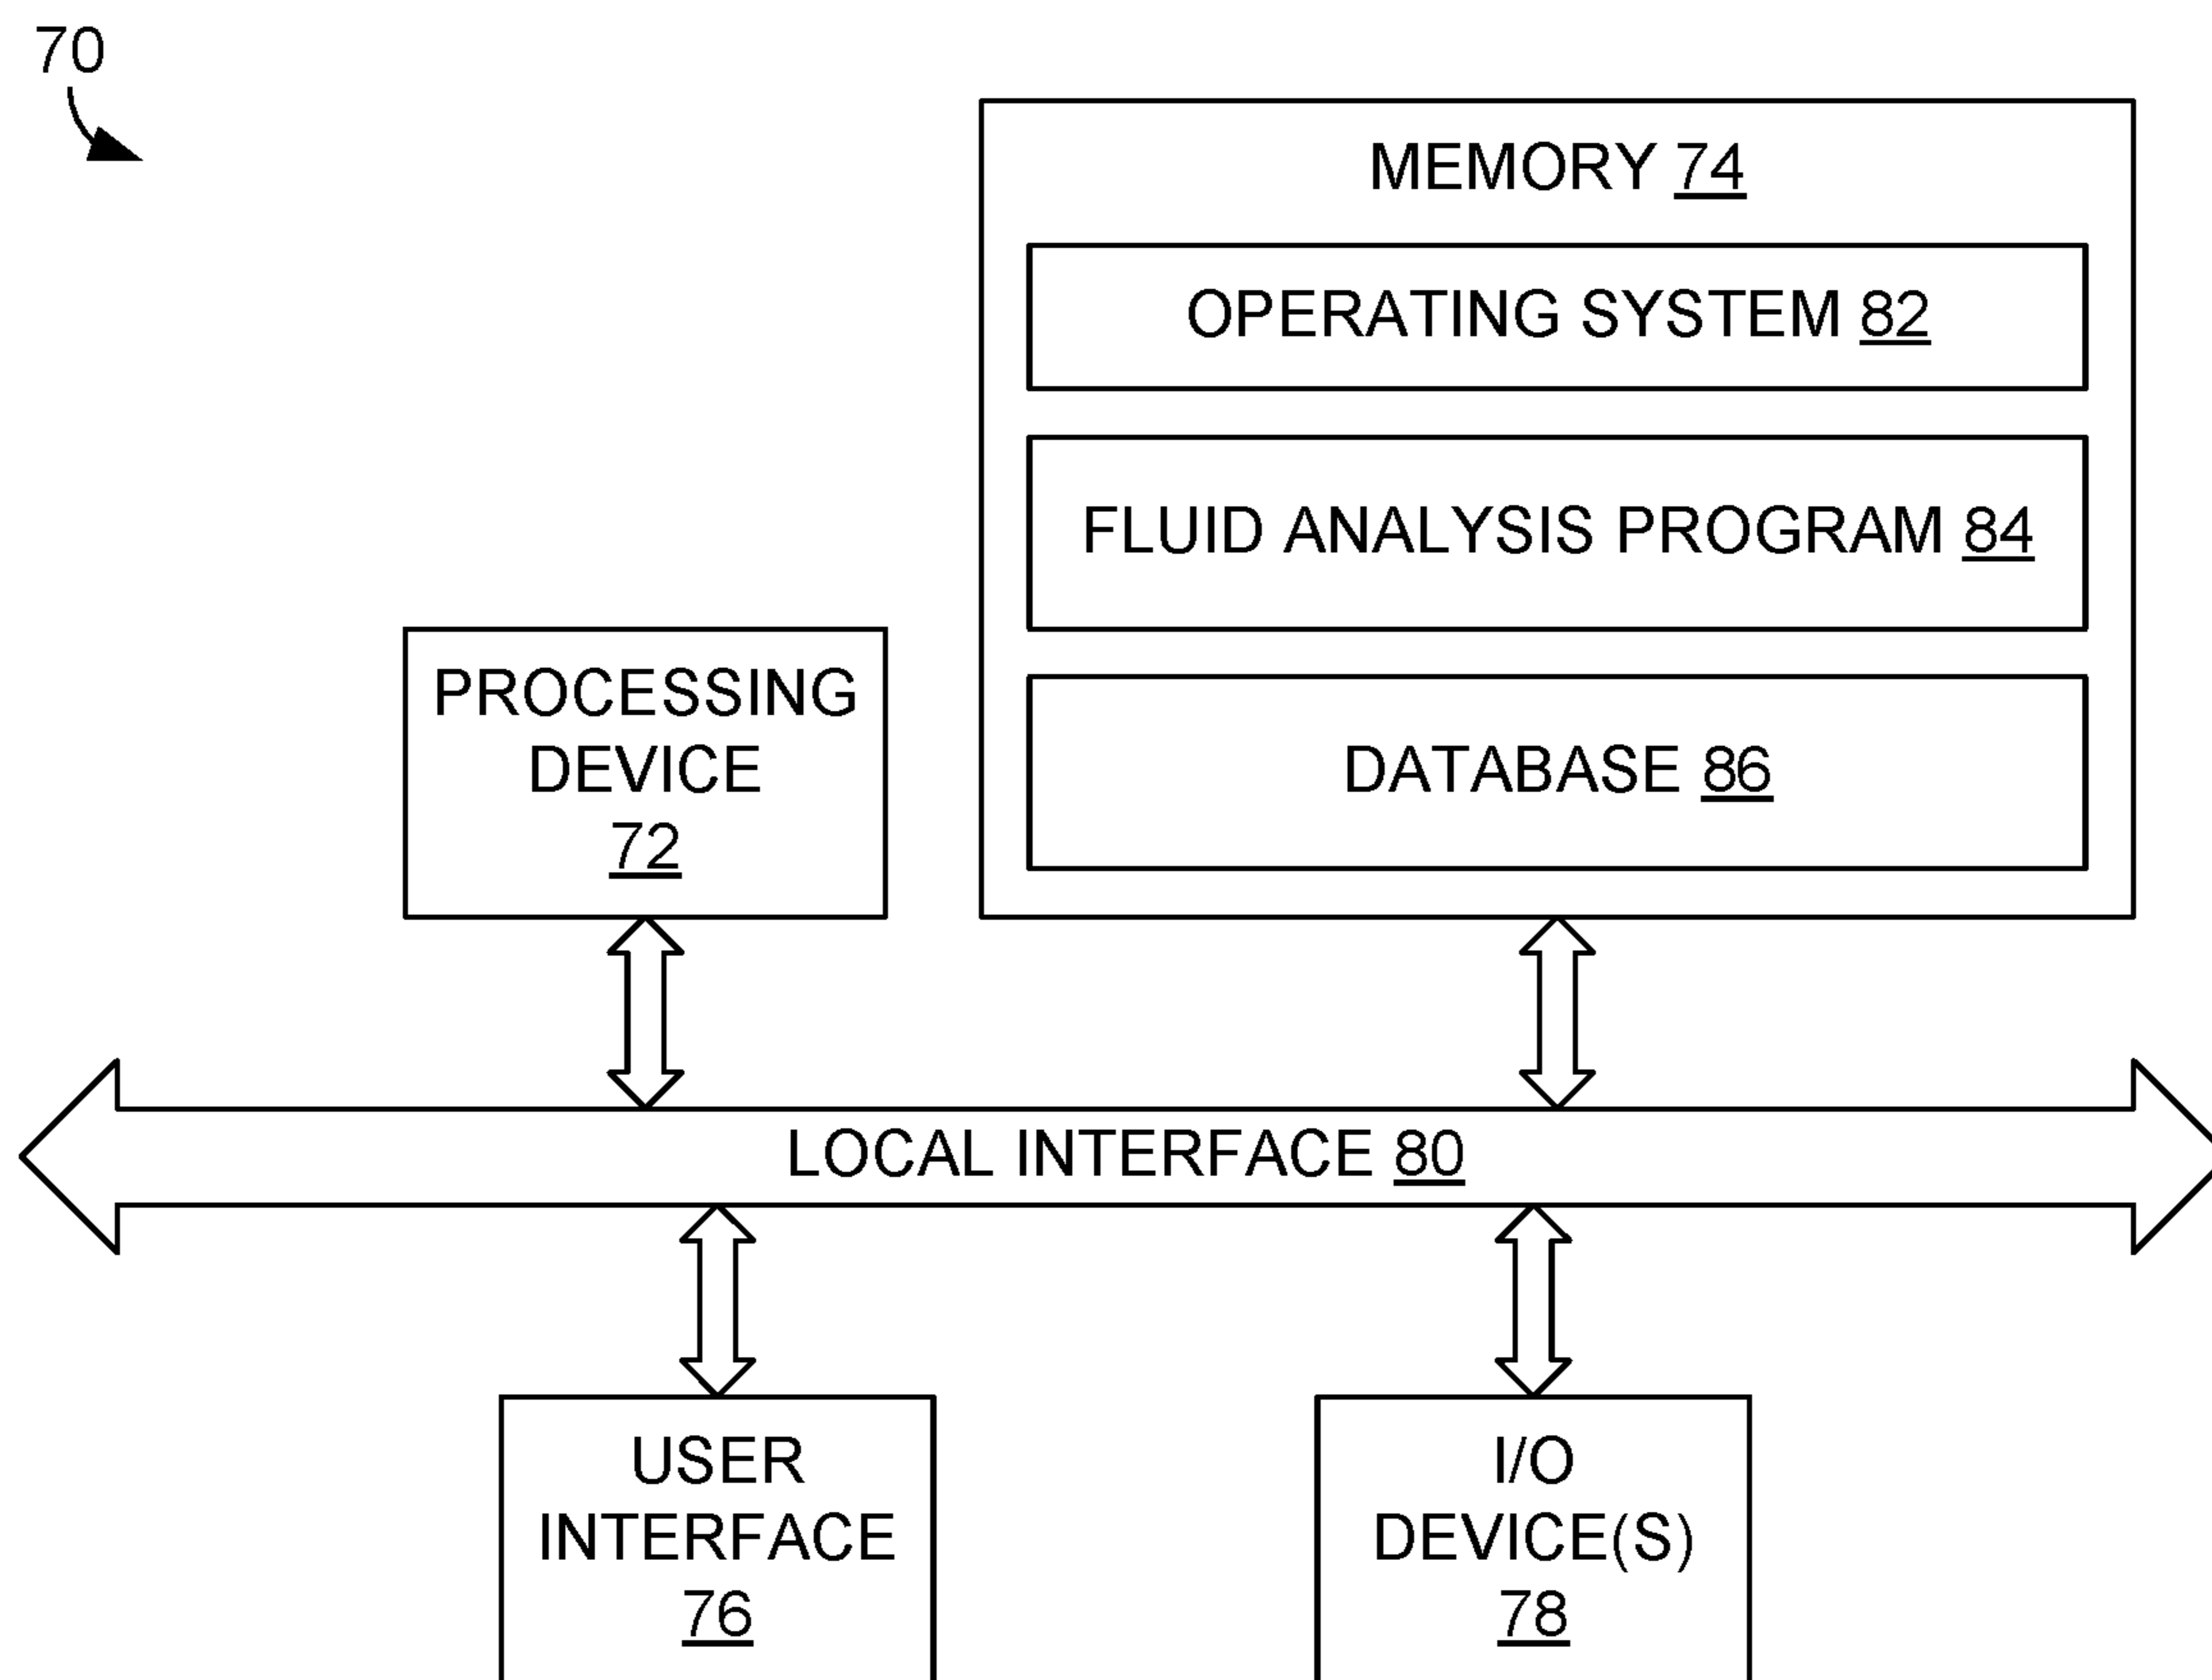 70
MEMORY 74
OPERATING SYSTEM 82
FLUID ANALYSIS PROGRAM 84
DATABASE 86
PROCESSING
DEVICE
72
LOCAL INTERFACE 80
USER
INTERFACE
76
I/O
DEVICE(S)
78